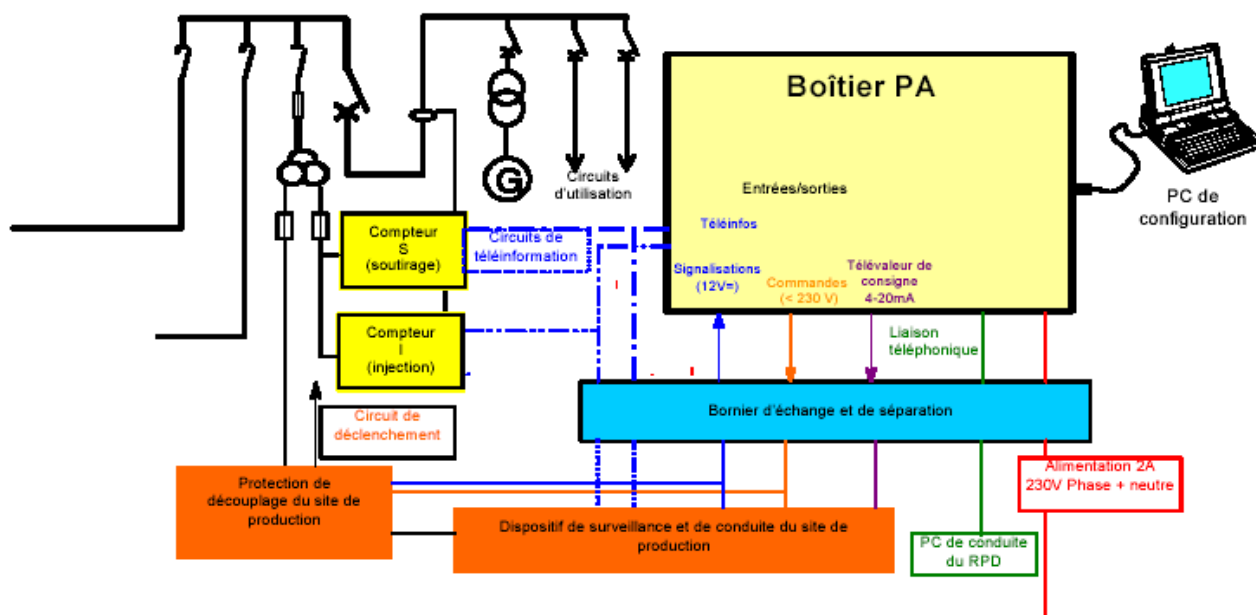 Boîtier PA
Entrées/sorties
Téléinfos
Signalisations
(12V=)
Commandes
(< 230 V)
Télévaleur de
consigne
4-20mA
PC de
configuration
G
Circuits
d'utilisation
Compteur
S
(soutirage)
Circuits de
téléinformation
Compteur
I
(injection)
Liaison
téléphonique
Bornier d'échange et de séparation
Circuit de
déclenchement
Protection de
découplage du site de
production
Dispositif de surveillance et de conduite du site de
production
Alimentation 2A
230V Phase + neutre
PC de conduite
du RPD